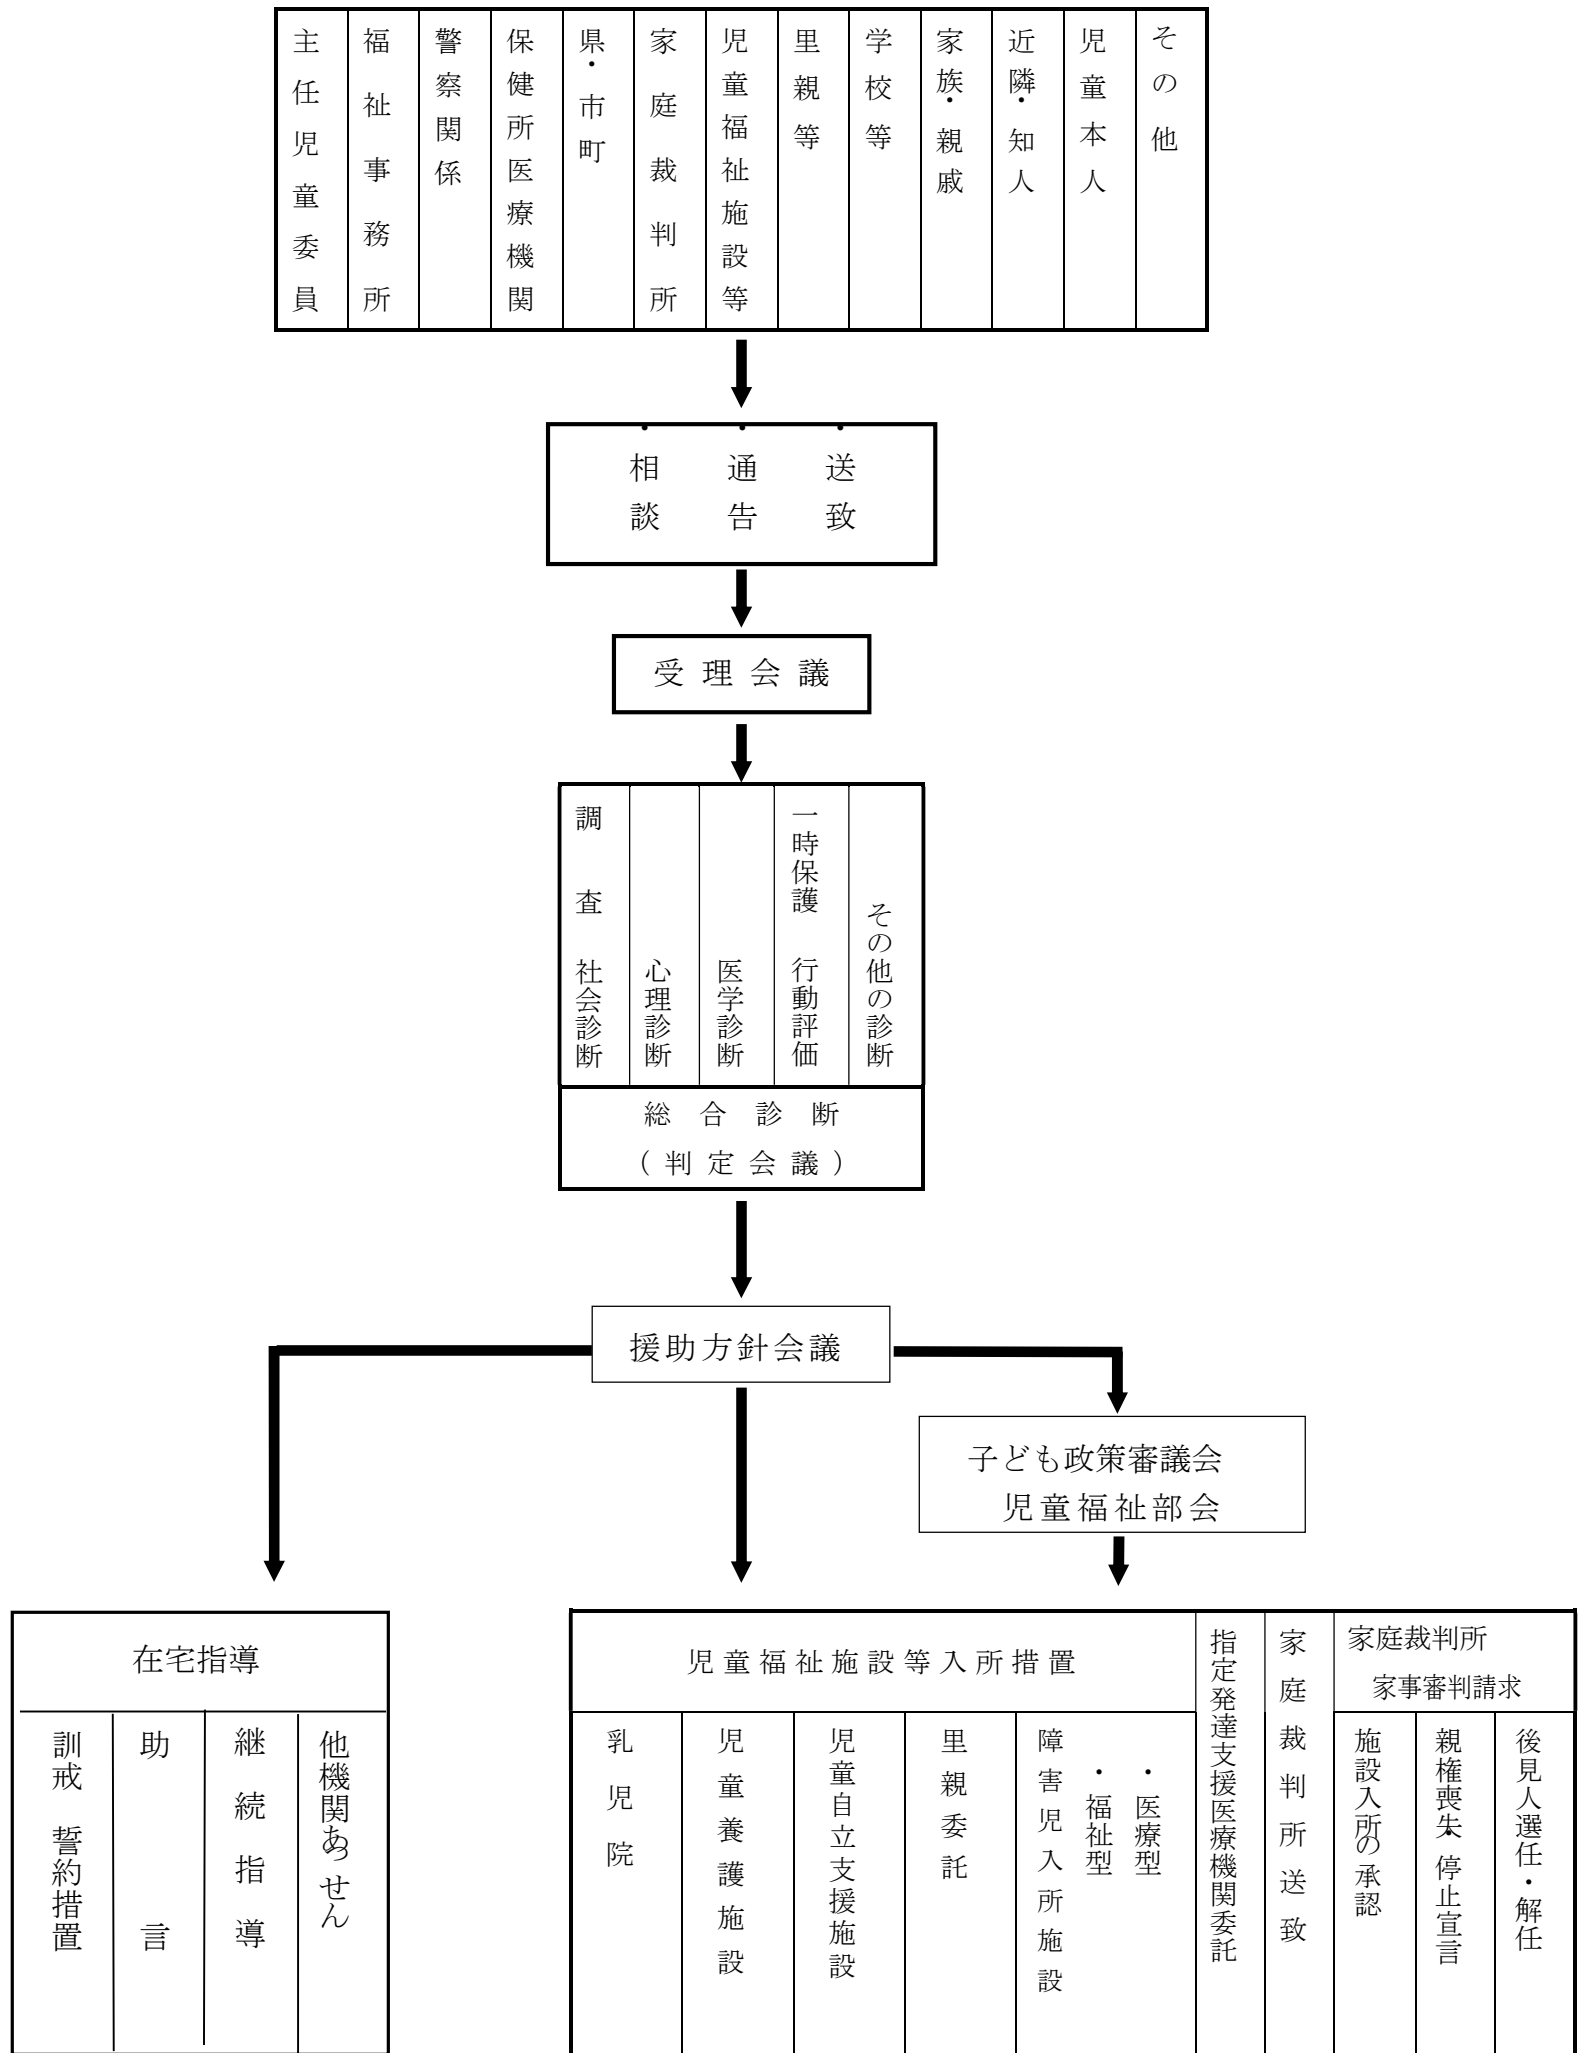 主任児童委員
福祉事務所
警察関係
保健所医療機関
県・市町
家庭裁判所
児童福祉施設等
里親等
学校等
家族・親戚
近隣・知人
児童本人
その他
・相談
・通告
・送致
受理会議
調査 社会診断
心理診断
医学診断
一時保護 行動評価
その他の診断
総合診断
(判定会議)
援助方針会議
子ども政策審議会
児童福祉部会
在宅指導
訓戒 誓約措置
助言
継続指導
他機関あっせん
児童福祉施設等入所措置
乳児院
児童養護施設
児童自立支援施設
里親委託
障害児入所施設
・福祉型
・医療型
指定発達支援医療機関委託
家庭裁判所送致
家庭裁判所
家事審判請求
施設入所の承認
親権喪失・停止宣言
後見人選任・解任